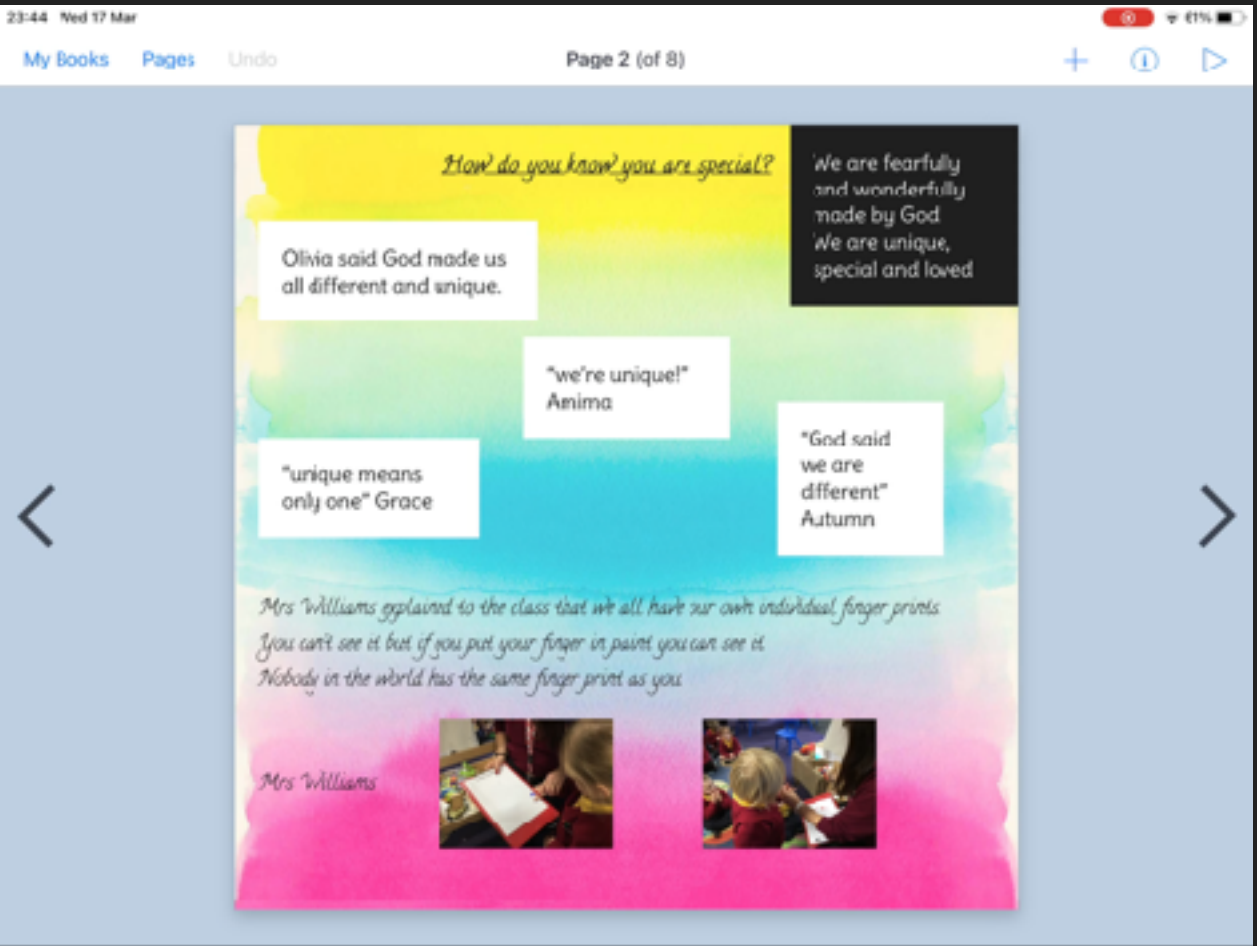 23:44 Wed 17 Mar
61%
My Books Pages Undo
Page 2 (of 8)
How do you know you are special?
We are fearfully
and wonderfully
made by God
We are unique,
special and loved
Olivia said God made us
all different and unique.
"we're unique!"
Amima
"unique means
only one" Grace
"God said
we are
different"
Autumn
Mrs Williams explained to the class that we all have our own individual finger prints
You can't see it but if you put your finger in paint you can see it
Nobody in the world has the same finger print as you
Mrs Williams